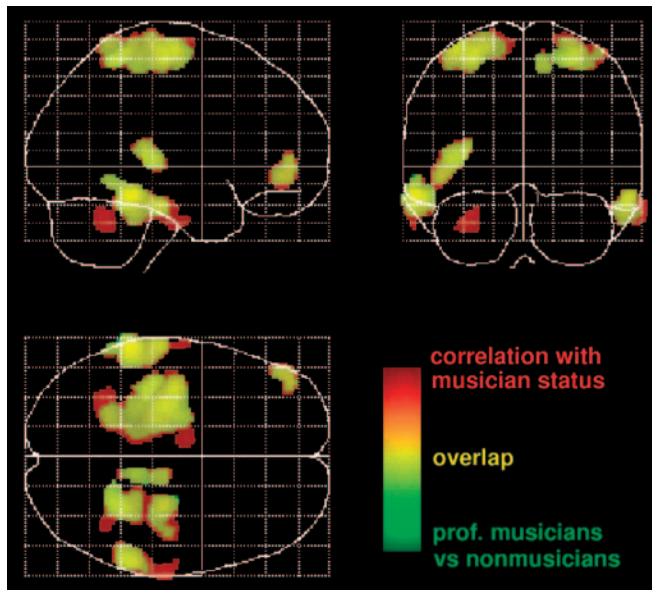 correlation with
musician status
overlap
prof. musicians
vs nonmusicians